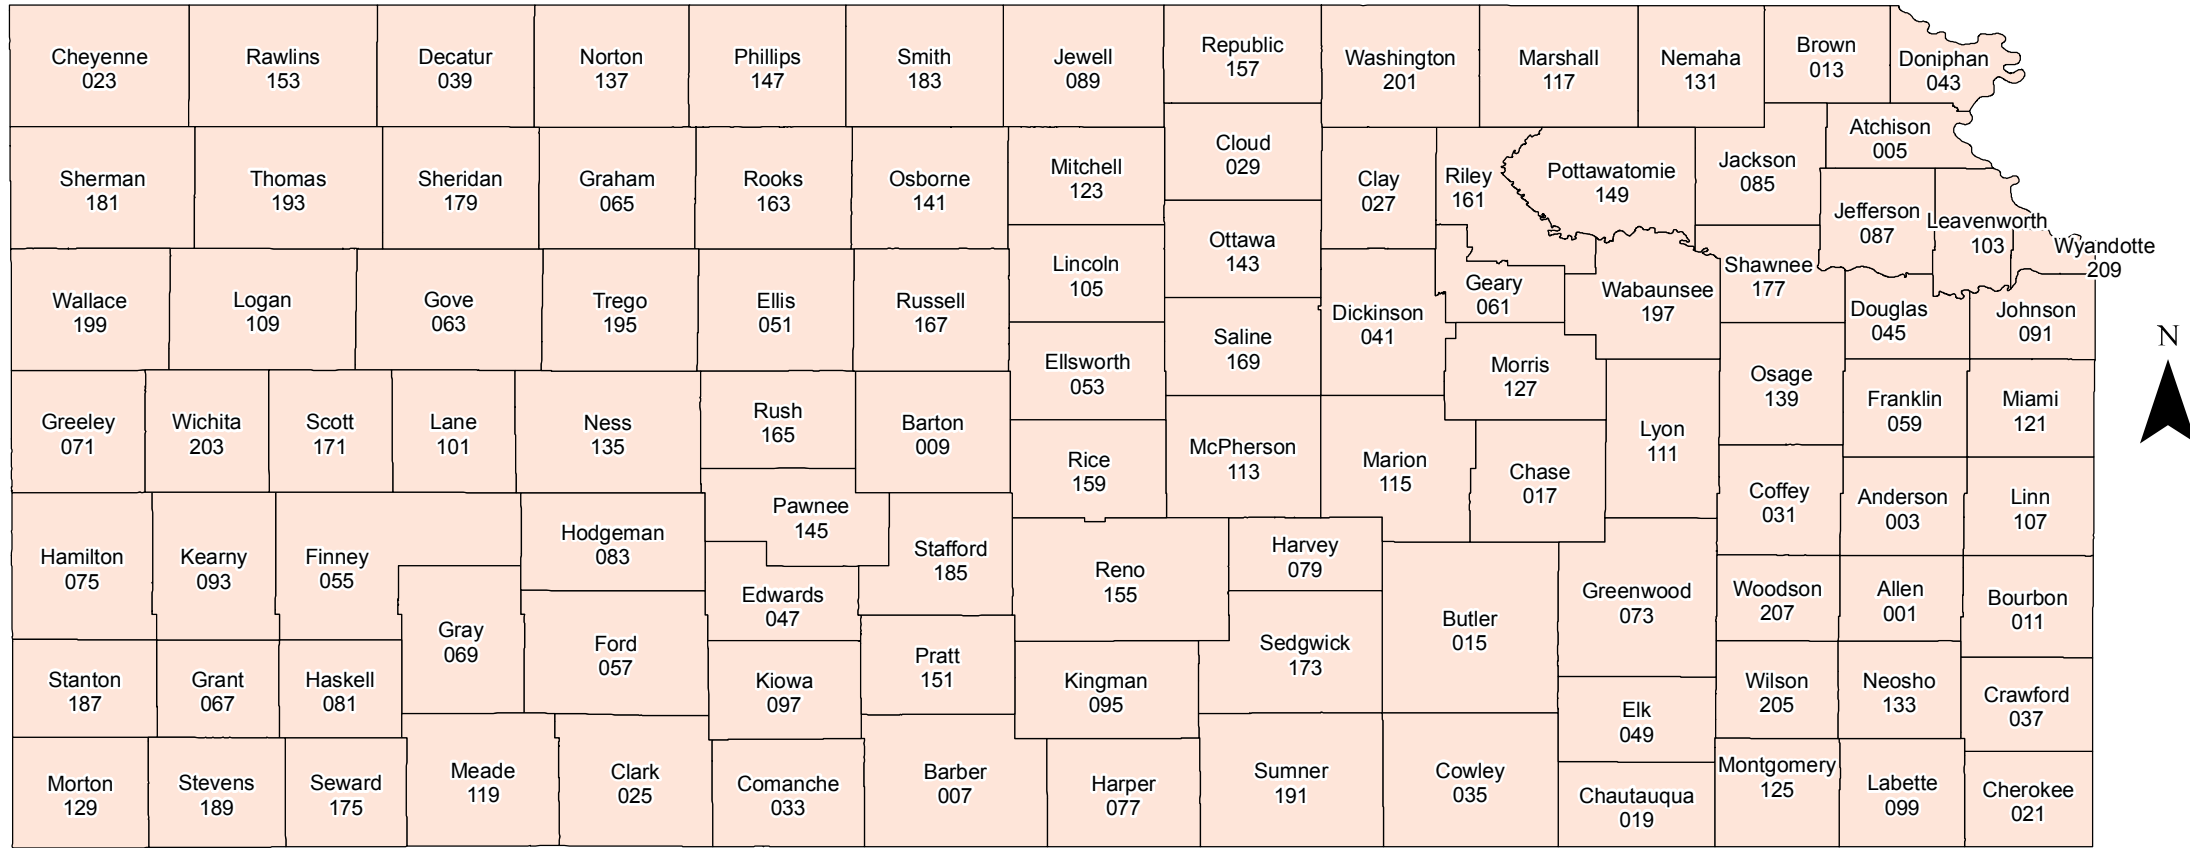 Cheyenne
023
Rawlins
153
Decatur
039
Norton
137
Phillips
147
Smith
183
Jewell
089
Republic
157
Washington
201
Marshall
117
Nemaha
131
Brown
013
Doniphan
043
Sherman
181
Thomas
193
Sheridan
179
Graham
065
Rooks
163
Osborne
141
Mitchell
123
Cloud
029
Clay
027
Riley
161
Pottawatomie
149
Jackson
085
Atchison
005
Jefferson
087
Leavenworth
103
Wyandotte
209
Wallace
199
Logan
109
Gove
063
Trego
195
Ellis
051
Russell
167
Lincoln
105
Ottawa
143
Dickinson
041
Geary
061
Wabaunsee
197
Shawnee
177
Douglas
045
Johnson
091
N
Greeley
071
Wichita
203
Scott
171
Lane
101
Ness
135
Rush
165
Barton
009
Ellsworth
053
Saline
169
Morris
127
Osage
139
Franklin
059
Miami
121
Rice
159
McPherson
113
Marion
115
Chase
017
Lyon
111
Coffey
031
Anderson
003
Linn
107
Hamilton
075
Kearny
093
Finney
055
Hodgeman
083
Pawnee
145
Stafford
185
Edwards
047
Reno
155
Harvey
079
Butler
015
Greenwood
073
Woodson
207
Allen
001
Bourbon
011
Gray
069
Ford
057
Sedgwick
173
Stanton
187
Grant
067
Haskell
081
Kiowa
097
Pratt
151
Kingman
095
Elk
049
Wilson
205
Neosho
133
Crawford
037
Morton
129
Stevens
189
Seward
175
Meade
119
Clark
025
Comanche
033
Barber
007
Harper
077
Sumner
191
Cowley
035
Chautauqua
019
Montgomery
125
Labette
099
Cherokee
021